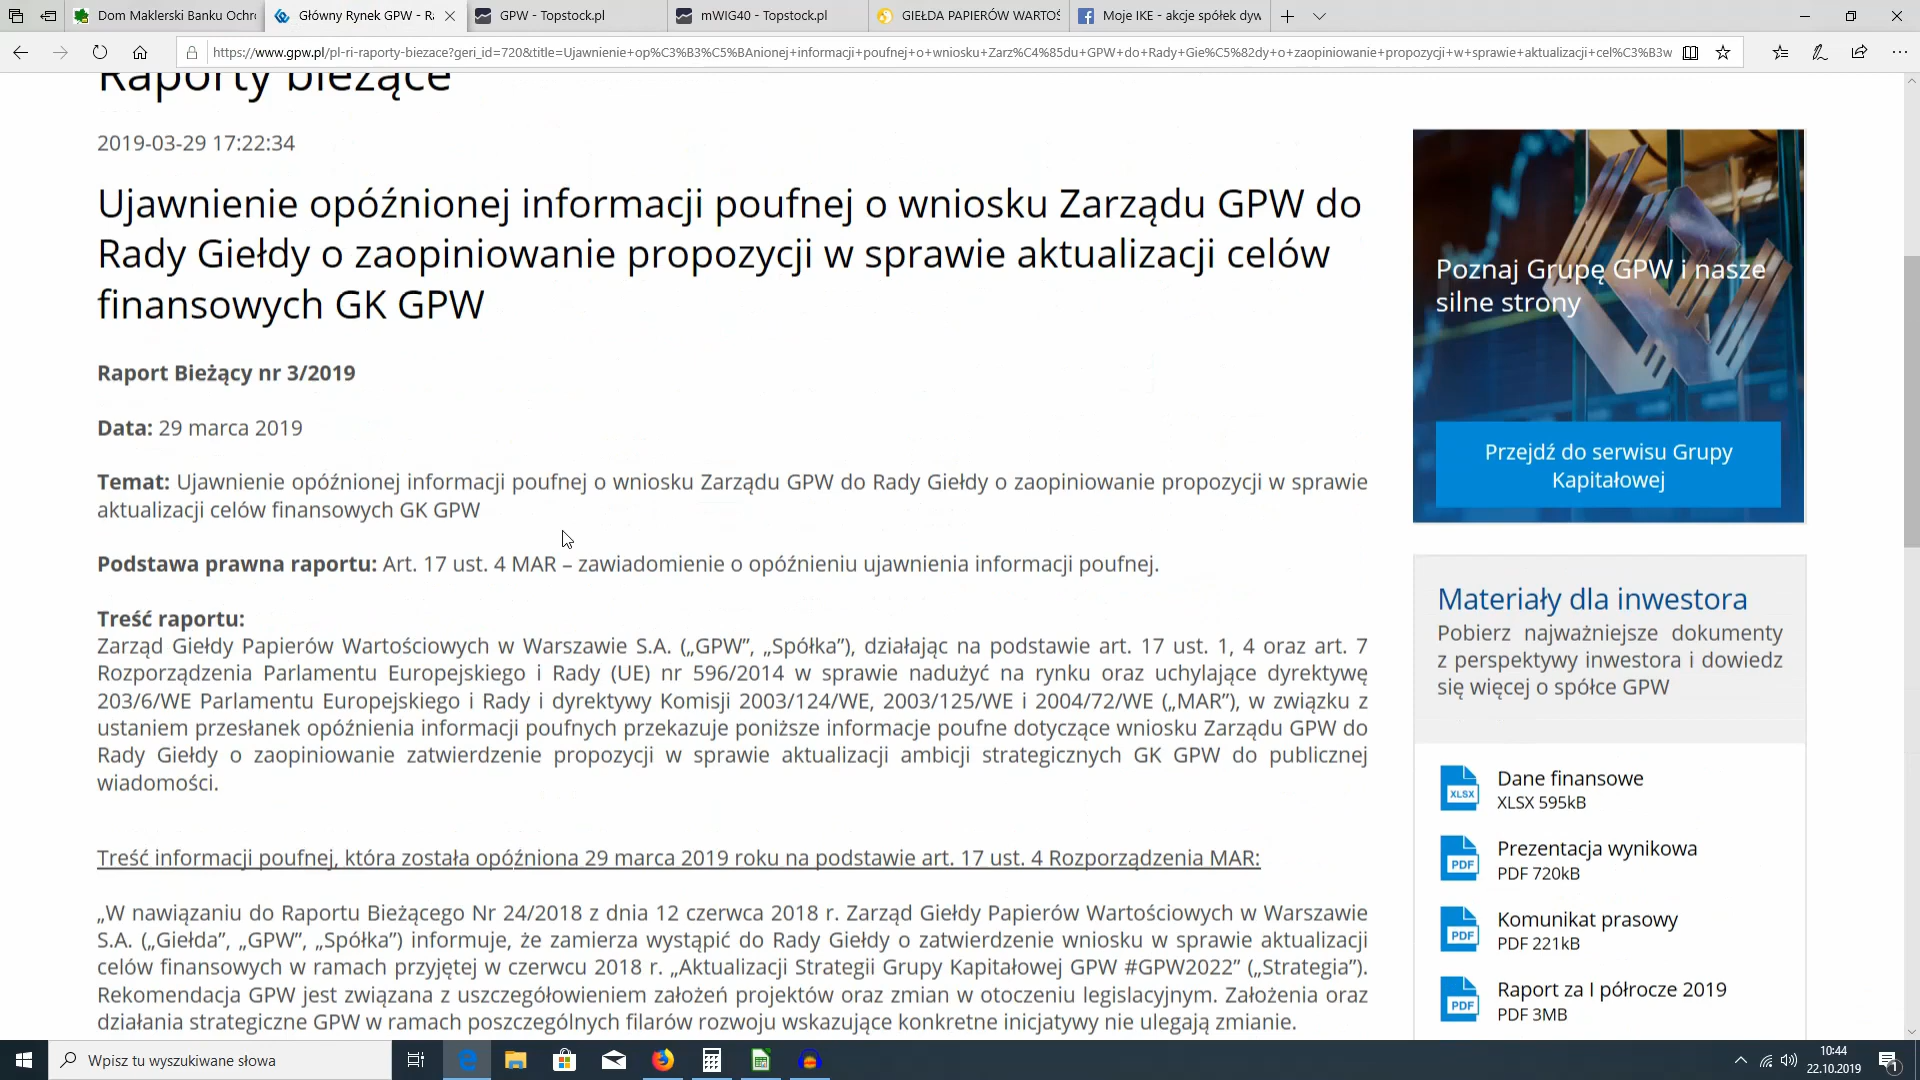 Dom Maklerski Banku Ochro
Główny Rynek GPW - Ra
GPW - Topstock.pl
mWIG40 - Topstock.pl
GIEŁDA PAPIERÓW WARTOŚ
Moje IKE - akcje spółek dyw
https://www.gpw.pl/pl-ri-raporty-biezace?geri_id=720&title=Ujawnienie+op%C3%B3%C5%BAnionej+informacji+poufnej+o+wniosku+Zarz%C4%85du+GPW+do+Rady+Gie%C5%82dy+o+zaopiniowanie+propozycji+w+sprawie+aktualizacji+cel%C3%B3w
Raporty bieżące
2019-03-29 17:22:34
Ujawnienie opóźnionej informacji poufnej o wniosku Zarządu GPW do
Rady Giełdy o zaopiniowanie propozycji w sprawie aktualizacji celów
finansowych GK GPW
Raport Bieżący nr 3/2019
Data: 29 marca 2019
Temat: Ujawnienie opóźnionej informacji poufnej o wniosku Zarządu GPW do Rady Giełdy o zaopiniowanie propozycji w sprawie
aktualizacji celów finansowych GK GPW
Podstawa prawna raportu: Art. 17 ust. 4 MAR – zawiadomienie o opóźnieniu ujawnienia informacji poufnej.
Treść raportu:
Zarząd Giełdy Papierów Wartościowych w Warszawie S.A. („GPW”, „Spółka”), działając na podstawie art. 17 ust. 1, 4 oraz art. 7
Rozporządzenia Parlamentu Europejskiego i Rady (UE) nr 596/2014 w sprawie nadużyć na rynku oraz uchylające dyrektywę
203/6/WE Parlamentu Europejskiego i Rady i dyrektywy Komisji 2003/124/WE, 2003/125/WE i 2004/72/WE („MAR”), w związku z
ustaniem przesłanek opóźnienia informacji poufnych przekazuje poniższe informacje poufne dotyczące wniosku Zarządu GPW do
Rady Giełdy o zaopiniowanie zatwierdzenie propozycji w sprawie aktualizacji ambicji strategicznych GK GPW do publicznej
wiadomości.
Treść informacji poufnej, która została opóźniona 29 marca 2019 roku na podstawie art. 17 ust. 4 Rozporządzenia MAR:
„W nawiązaniu do Raportu Bieżącego Nr 24/2018 z dnia 12 czerwca 2018 r. Zarząd Giełdy Papierów Wartościowych w Warszawie
S.A. („Giełda”, „GPW”, „Spółka”) informuje, że zamierza wystąpić do Rady Giełdy o zatwierdzenie wniosku w sprawie aktualizacji
celów finansowych w ramach przyjętej w czerwcu 2018 r. „Aktualizacji Strategii Grupy Kapitałowej GPW #GPW2022” („Strategia”).
Rekomendacja GPW jest związana z uszczegółowieniem założeń projektów oraz zmian w otoczeniu legislacyjnym. Założenia oraz
działania strategiczne GPW w ramach poszczególnych filarów rozwoju wskazujące konkretne inicjatywy nie ulegają zmianie.
Poznaj Grupę GPW i nasze
silne strony
Przejdź do serwisu Grupy
Kapitałowej
Materiały dla inwestora
Pobierz najważniejsze dokumenty
z perspektywy inwestora i dowiedz
się więcej o spółce GPW
XLSX
Dane finansowe
XLSX 595kB
PDF
Prezentacja wynikowa
PDF 720kB
PDF
Komunikat prasowy
PDF 221kB
PDF
Raport za I półrocze 2019
PDF 3MB
Wpisz tu wyszukiwane słowa
10:44
22.10.2019
1